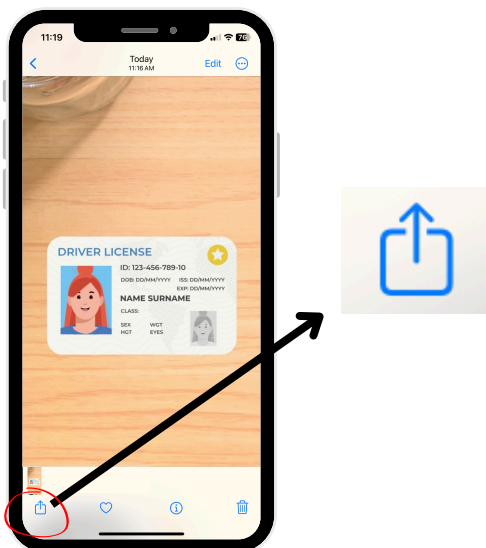 11:19
76
Today
11:16 AM
Edit
DRIVER LICENSE
ID: 123-456-789-10
DOB: DD/MM/YYYY ISS: DD/MM/YYYY
EXP: DD/MM/YYYY
NAME SURNAME
CLASS:
SEX WGT
HGT EYES